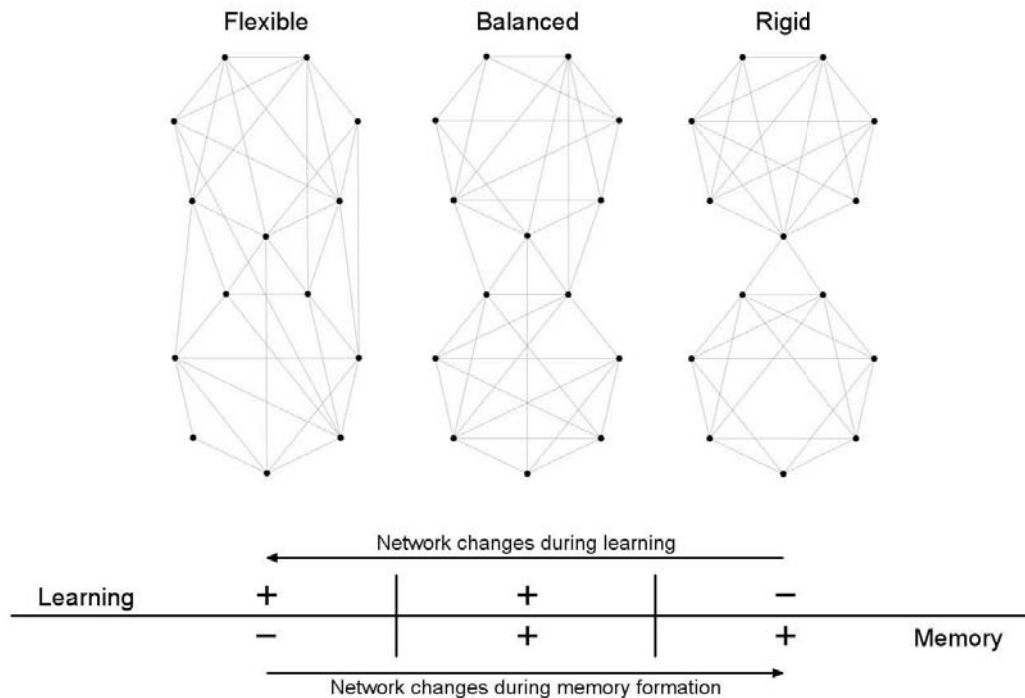 Flexible Balanced Rigid
Network changes during learning
Learning + + −
− + + Memory
Network changes during memory formation